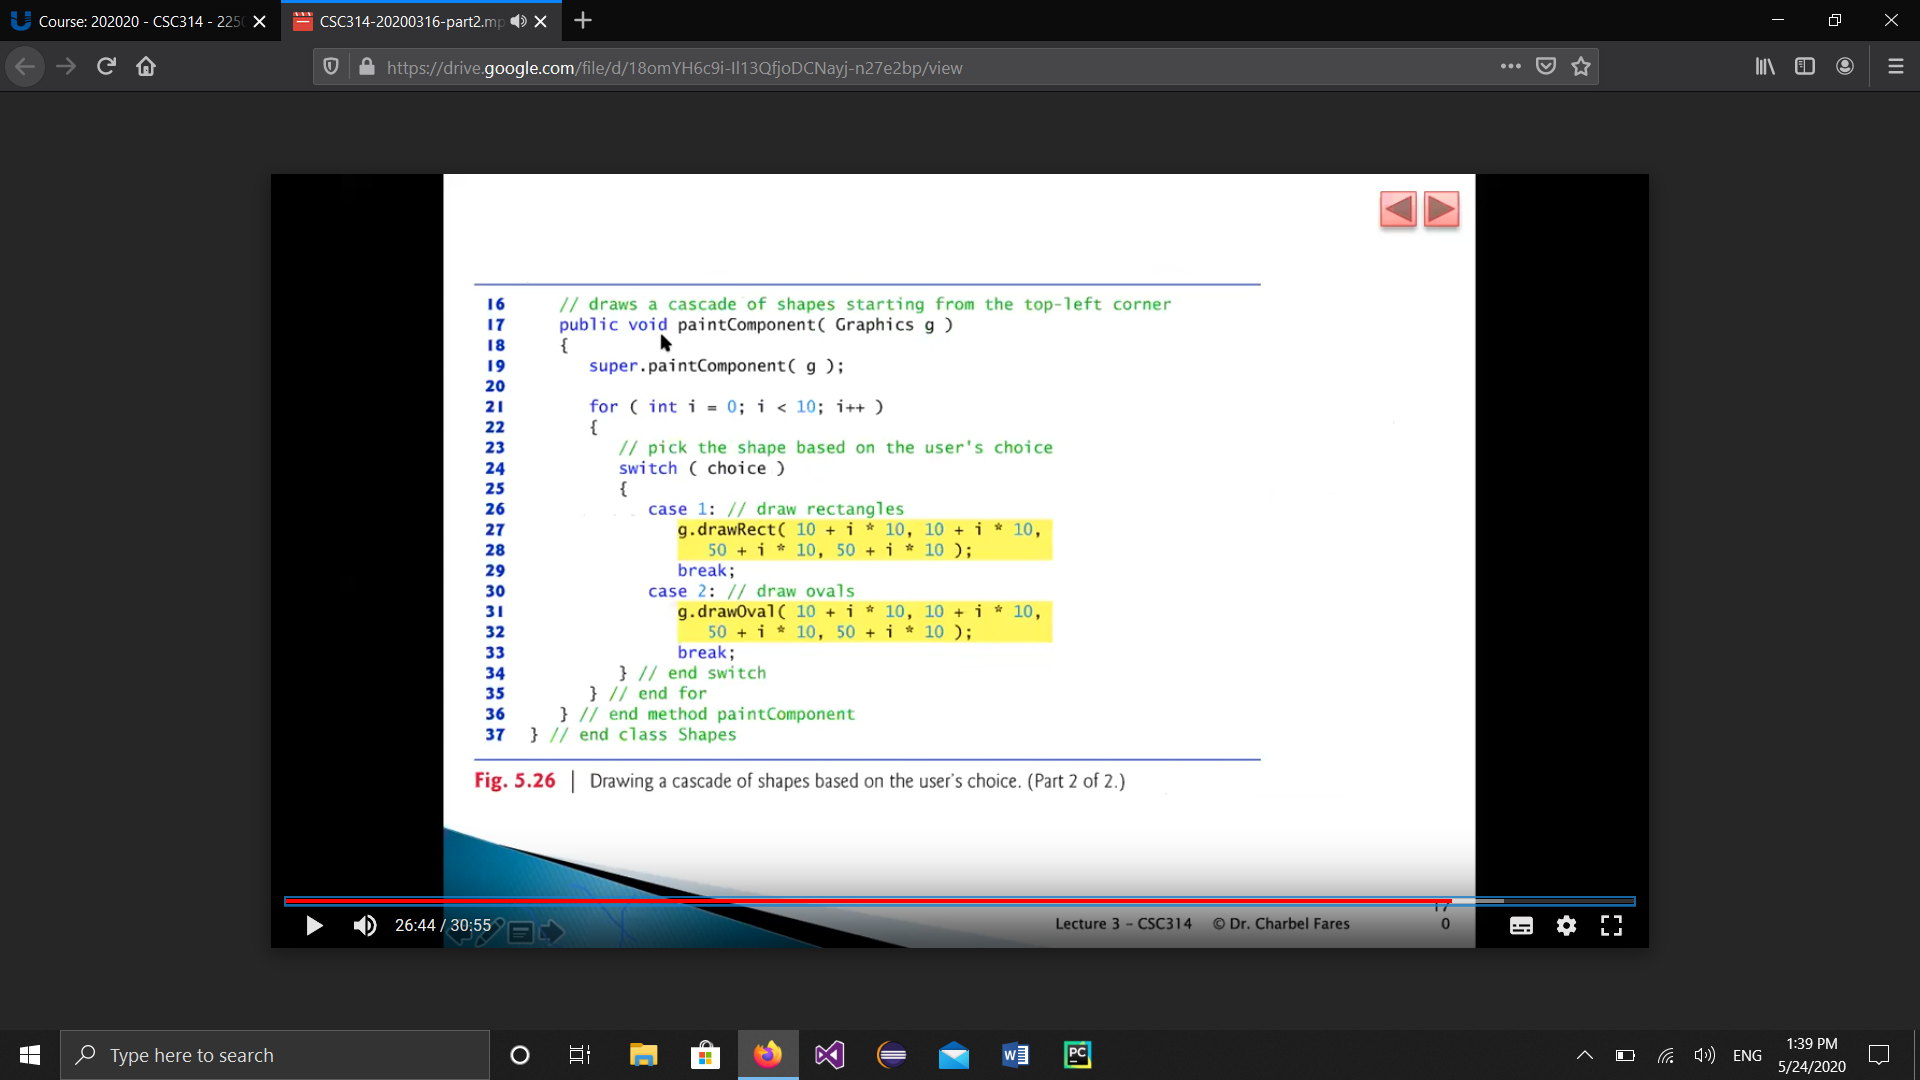 Course: 202020 - CSC314 - 225
CSC314-20200316-part2.mp
https://drive.google.com/file/d/18omYH6c9i-Il13QfjoDCNayj-n27e2bp/view
16 // draws a cascade of shapes starting from the top-left corner
17 public void paintComponent( Graphics g )
18 {
19 super.paintComponent( g );
20
21 for ( int i = 0; i < 10; i++ )
22 {
23 // pick the shape based on the user's choice
24 switch ( choice )
25 {
26 case 1: // draw rectangles
27 g.drawRect( 10 + i * 10, 10 + i * 10,
28 50 + i * 10, 50 + i * 10 );
29 break;
30 case 2: // draw ovals
31 g.drawOval( 10 + i * 10, 10 + i * 10,
32 50 + i * 10, 50 + i * 10 );
33 break;
34 } // end switch
35 } // end for
36 } // end method paintComponent
37 } // end class Shapes
Fig. 5.26 | Drawing a cascade of shapes based on the user's choice. (Part 2 of 2.)
26:44 / 30:55
Lecture 3 – CSC314 © Dr. Charbel Fares
0
Type here to search
PC
ENG
1:39 PM
5/24/2020